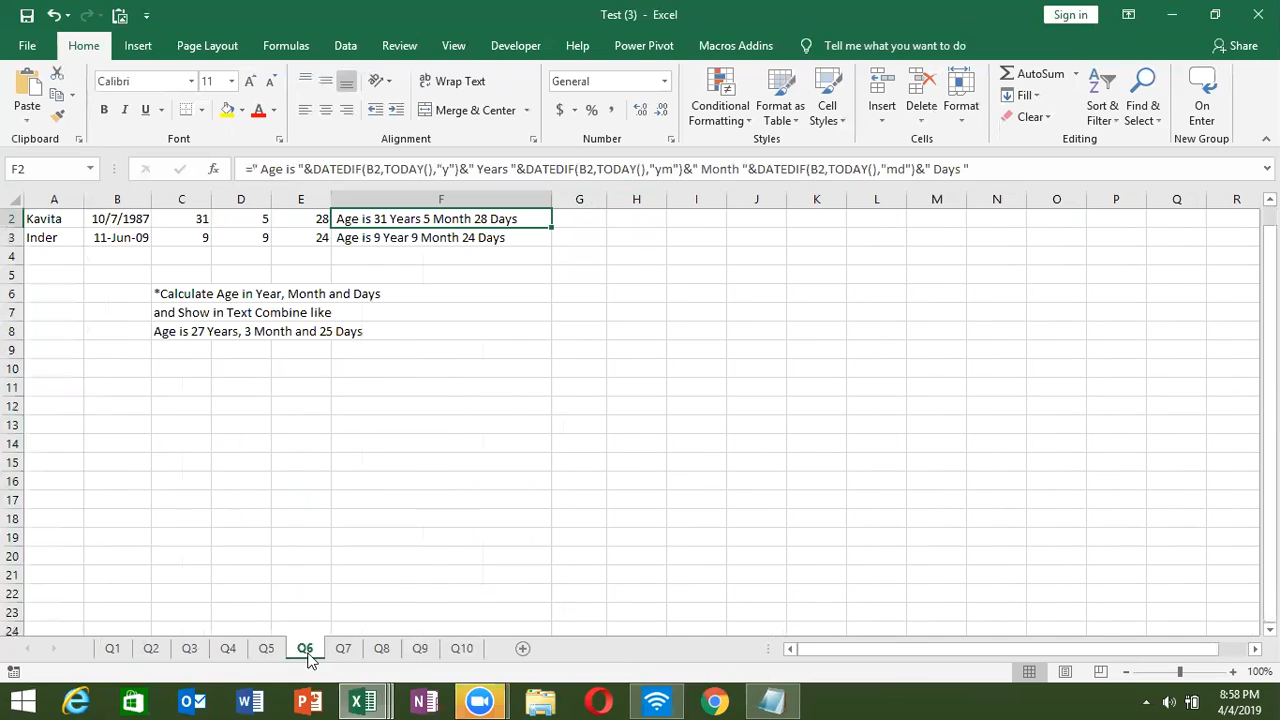 Test (3) - Excel
Sign in
File Home Insert Page Layout Formulas Data Review View Developer Help Power Pivot Macros Addins Tell me what you want to do Share
Paste
Clipboard
Calibri 11
B I U
Font
Wrap Text
Merge & Center
Alignment
General
$ % ,
Number
Conditional Formatting
Format as Table
Cell Styles
Styles
Insert Delete Format
Cells
AutoSum
Fill
Clear
Sort & Filter
Find & Select
Editing
On Enter
New Group
F2 fx =" Age is "&DATEDIF(B2,TODAY(),"y")&" Years "&DATEDIF(B2,TODAY(),"ym")&" Month "&DATEDIF(B2,TODAY(),"md")&" Days "
A B C D E F G H I J K L M N O P Q R
2 Kavita 10/7/1987 31 5 28 Age is 31 Years 5 Month 28 Days
3 Inder 11-Jun-09 9 9 24 Age is 9 Year 9 Month 24 Days
4
5
6 *Calculate Age in Year, Month and Days
7 and Show in Text Combine like
8 Age is 27 Years, 3 Month and 25 Days
9
10
11
12
13
14
15
16
17
18
19
20
21
22
23
24
Q1 Q2 Q3 Q4 Q5 Q6 Q7 Q8 Q9 Q10
100%
8:58 PM
4/4/2019